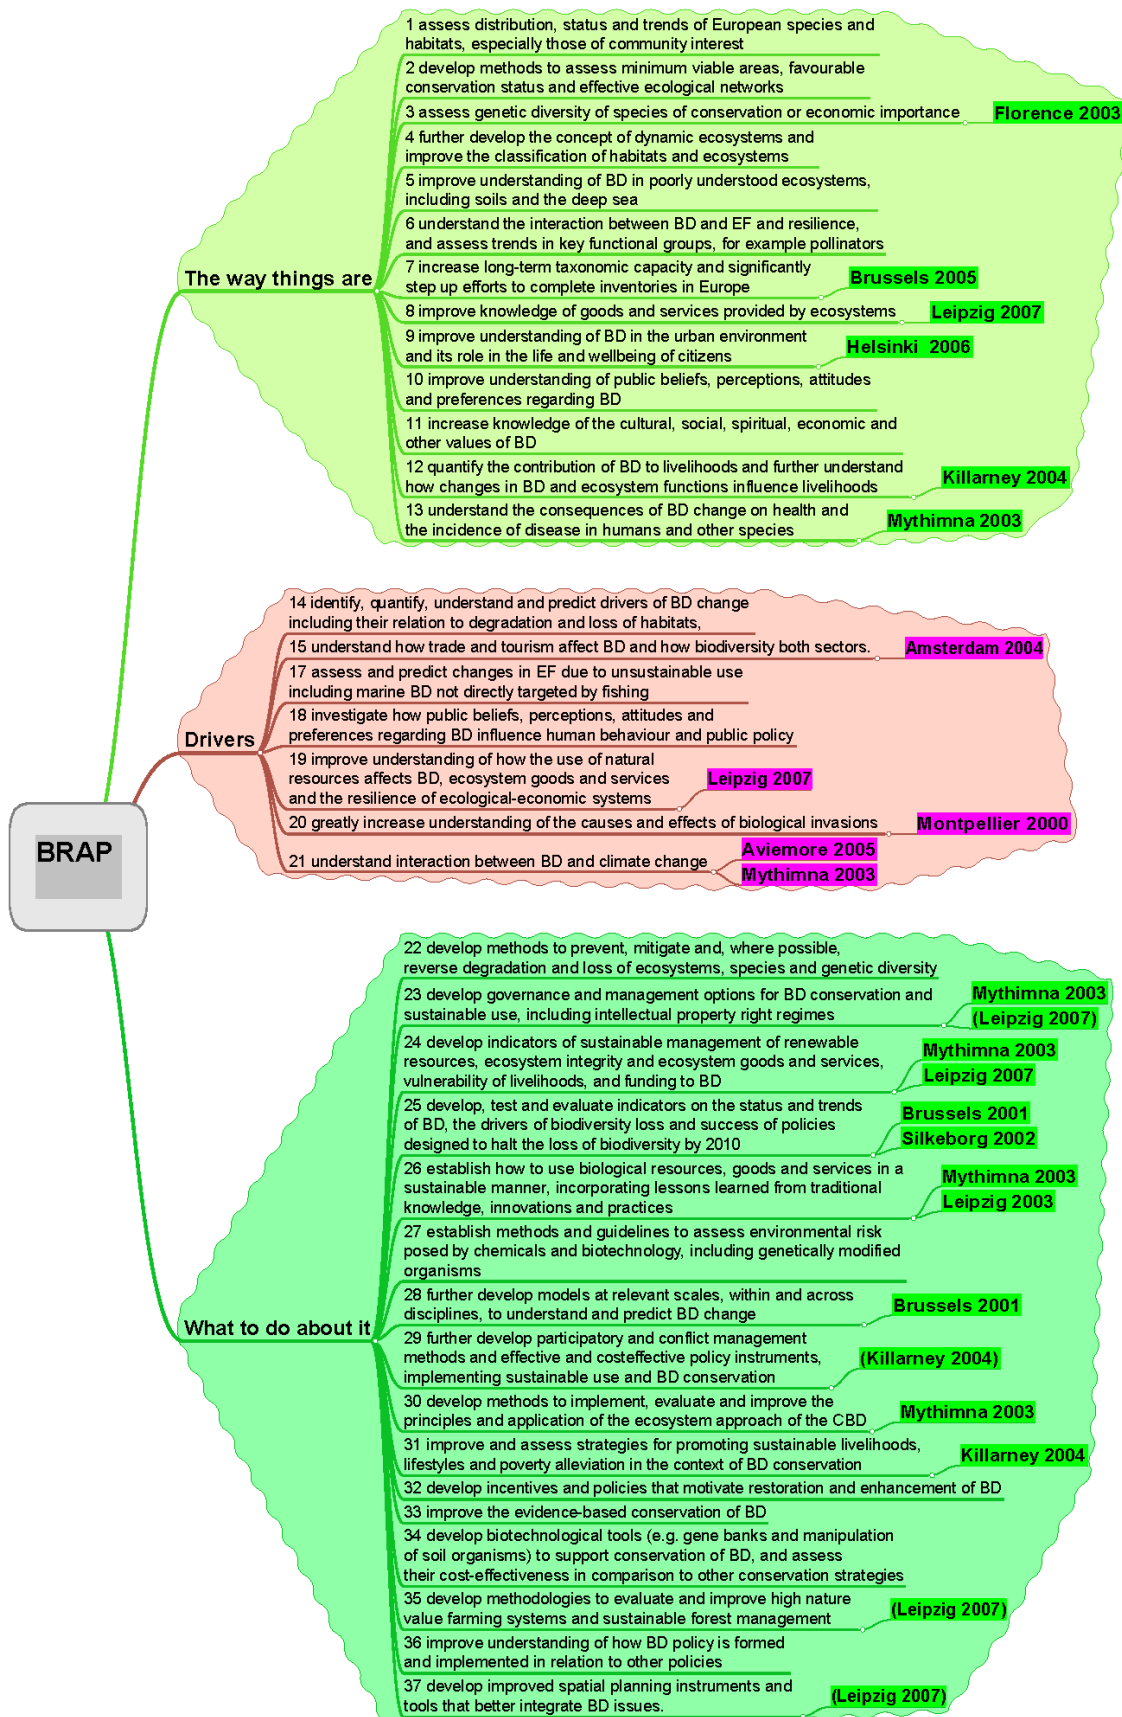 BRAP
The way things are
1 assess distribution, status and trends of European species and
habitats, especially those of community interest
2 develop methods to assess minimum viable areas, favourable
conservation status and effective ecological networks
3 assess genetic diversity of species of conservation or economic importance
Florence 2003
4 further develop the concept of dynamic ecosystems and
improve the classification of habitats and ecosystems
5 improve understanding of BD in poorly understood ecosystems,
including soils and the deep sea
6 understand the interaction between BD and EF and resilience,
and assess trends in key functional groups, for example pollinators
7 increase long-term taxonomic capacity and significantly
step up efforts to complete inventories in Europe
Brussels 2005
8 improve knowledge of goods and services provided by ecosystems
Leipzig 2007
9 improve understanding of BD in the urban environment
and its role in the life and wellbeing of citizens
Helsinki 2006
10 improve understanding of public beliefs, perceptions, attitudes
and preferences regarding BD
11 increase knowledge of the cultural, social, spiritual, economic and
other values of BD
12 quantify the contribution of BD to livelihoods and further understand
how changes in BD and ecosystem functions influence livelihoods
Killarney 2004
13 understand the consequences of BD change on health and
the incidence of disease in humans and other species
Mythimna 2003
Drivers
14 identify, quantify, understand and predict drivers of BD change
including their relation to degradation and loss of habitats,
15 understand how trade and tourism affect BD and how biodiversity both sectors.
Amsterdam 2004
17 assess and predict changes in EF due to unsustainable use
including marine BD not directly targeted by fishing
18 investigate how public beliefs, perceptions, attitudes and
preferences regarding BD influence human behaviour and public policy
19 improve understanding of how the use of natural
resources affects BD, ecosystem goods and services
and the resilience of ecological-economic systems
Leipzig 2007
20 greatly increase understanding of the causes and effects of biological invasions
Montpellier 2000
21 understand interaction between BD and climate change
Aviemore 2005
Mythimna 2003
What to do about it
22 develop methods to prevent, mitigate and, where possible,
reverse degradation and loss of ecosystems, species and genetic diversity
23 develop governance and management options for BD conservation and
sustainable use, including intellectual property right regimes
Mythimna 2003
(Leipzig 2007)
24 develop indicators of sustainable management of renewable
resources, ecosystem integrity and ecosystem goods and services,
vulnerability of livelihoods, and funding to BD
Mythimna 2003
Leipzig 2007
25 develop, test and evaluate indicators on the status and trends
of BD, the drivers of biodiversity loss and success of policies
designed to halt the loss of biodiversity by 2010
Brussels 2001
Silkeborg 2002
26 establish how to use biological resources, goods and services in a
sustainable manner, incorporating lessons learned from traditional
knowledge, innovations and practices
Mythimna 2003
Leipzig 2003
27 establish methods and guidelines to assess environmental risk
posed by chemicals and biotechnology, including genetically modified
organisms
28 further develop models at relevant scales, within and across
disciplines, to understand and predict BD change
Brussels 2001
29 further develop participatory and conflict management
methods and effective and costeffective policy instruments,
implementing sustainable use and BD conservation
(Killarney 2004)
30 develop methods to implement, evaluate and improve the
principles and application of the ecosystem approach of the CBD
Mythimna 2003
31 improve and assess strategies for promoting sustainable livelihoods,
lifestyles and poverty alleviation in the context of BD conservation
Killarney 2004
32 develop incentives and policies that motivate restoration and enhancement of BD
33 improve the evidence-based conservation of BD
34 develop biotechnological tools (e.g. gene banks and manipulation
of soil organisms) to support conservation of BD, and assess
their cost-effectiveness in comparison to other conservation strategies
35 develop methodologies to evaluate and improve high nature
value farming systems and sustainable forest management
(Leipzig 2007)
36 improve understanding of how BD policy is formed
and implemented in relation to other policies
37 develop improved spatial planning instruments and
tools that better integrate BD issues.
(Leipzig 2007)